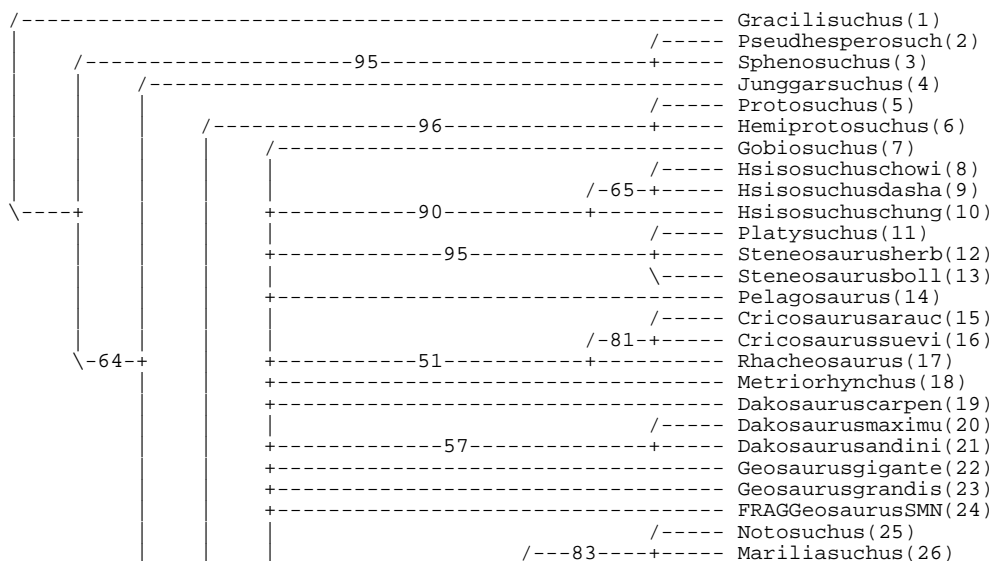 /------------------------------------------------------- Gracilisuchus(1)
| /----- Pseudhesperosuch(2)
| /---------------------95---------------------+----- Sphenosuchus(3)
| | /--------------------------------------------- Junggarsuchus(4)
| | | /----- Protosuchus(5)
| | | /----------------96-----------------+----- Hemiprotosuchus(6)
| | | | /----------------------------------- Gobiosuchus(7)
| | | | | /----- Hsisosuchuschowi(8)
| | | | | /-65-+----- Hsisosuchusdasha(9)
\----+ | | +-----------90-----------+---------- Hsisosuchuschung(10)
| | | | /----- Platysuchus(11)
| | | +-------------95--------------+----- Steneosaurusherb(12)
| | | | \----- Steneosaurusboll(13)
| | | +----------------------------------- Pelagosaurus(14)
| | | | /----- Cricosaurusarauc(15)
| | | | /-81-+----- Cricosaurussuevi(16)
\-64-+ | +-----------51-----------+---------- Rhacheosaurus(17)
| | +----------------------------------- Metriorhynchus(18)
| | +----------------------------------- Dakosauruscarpen(19)
| | | /----- Dakosaurusmaximu(20)
| | +-------------57--------------+----- Dakosaurusandini(21)
| | +----------------------------------- Geosaurusgigante(22)
| | +----------------------------------- Geosaurusgrandis(23)
| | +----------------------------------- FRAGGeosaurusSMN(24)
| | | /----- Notosuchus(25)
| | | /---83----+----- Mariliasuchus(26)